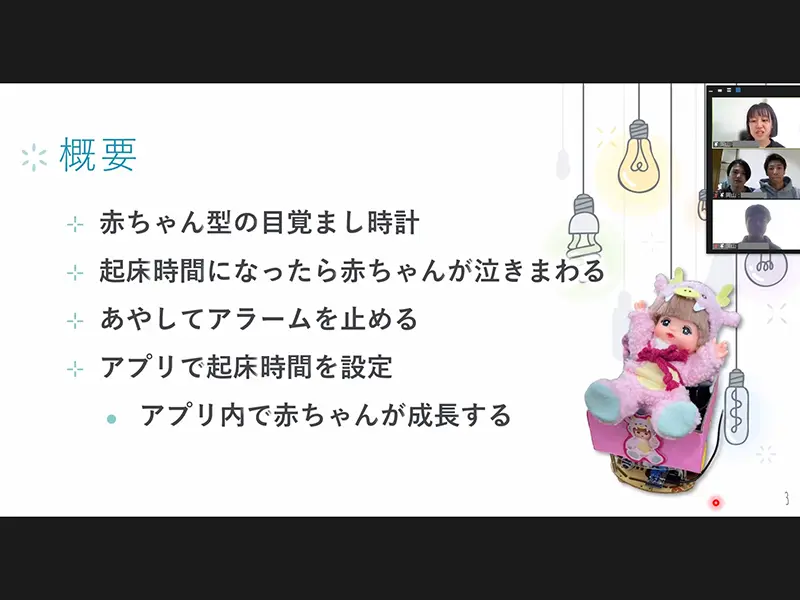 概要
赤ちゃん型の目覚まし時計
起床時間になったら赤ちゃんが泣きまわる
あやしてアラームを止める
アプリで起床時間を設定
アプリ内で赤ちゃんが成長する
3